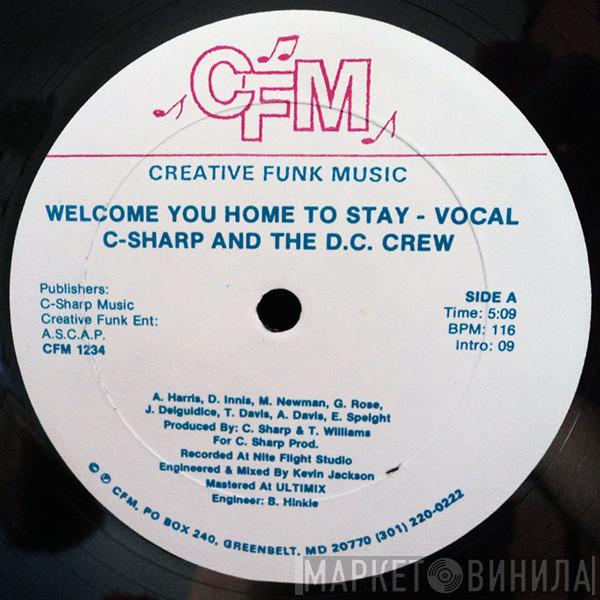 CFM
CREATIVE FUNK MUSIC
WELCOME YOU HOME TO STAY - VOCAL
C-SHARP AND THE D.C. CREW
Publishers:
C-Sharp Music
Creative Funk Ent:
A.S.C.A.P.
CFM 1234
SIDE A
Time: 5:09
BPM: 116
Intro: 09
A. Harris, D. Innis, M. Newman, G. Rose,
J. Delguidice, T. Davis, A. Davis, E. Speight
Produced By: C. Sharp & T. Williams
For C. Sharp Prod.
Recorded At Nite Flight Studio
Engineered & Mixed By Kevin Jackson
Mastered At ULTIMIX
Engineer: B. Hinkle
© ℗ CFM, PO BOX 240, GREENBELT, MD 20770 (301) 220-0222
МАРКЕТ ВИНИЛА